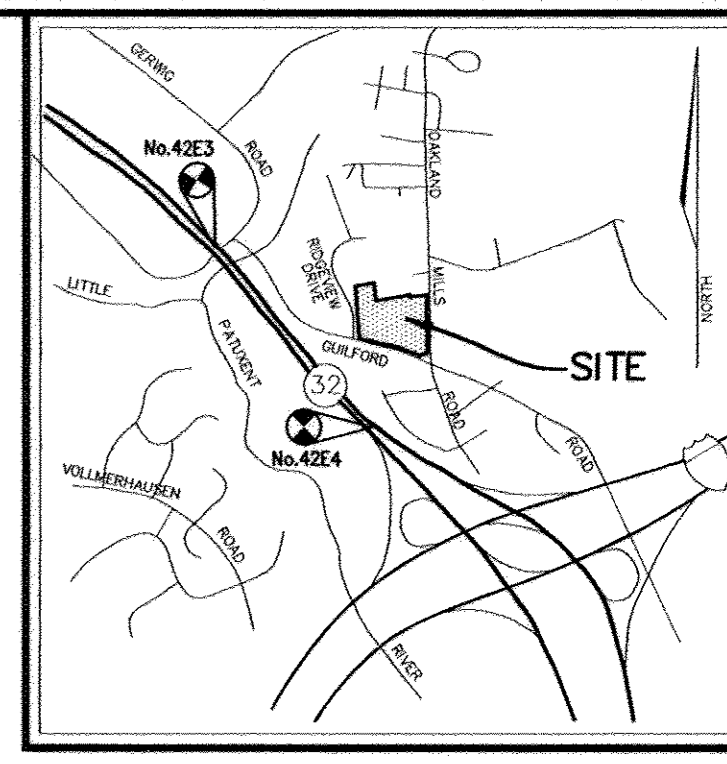 GERWIG
ROAD
No.42E3
OAKLAND
MILLS
ROAD
RIDGEVIEW
DRIVE
NORTH
LITTLE
PATUXENT
RIVER
GUILFORD
ROAD
SITE
32
No.42E4
VOLLMERHAUSEN
ROAD